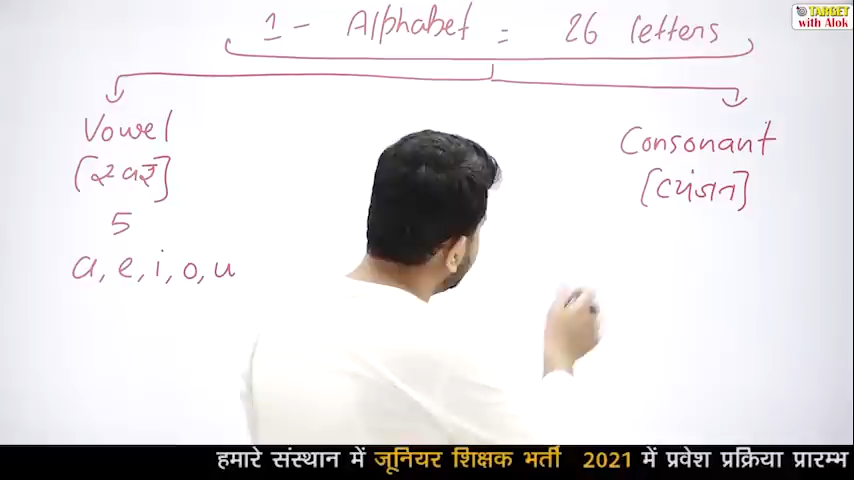 TARGET
with Alok
1 - Alphabet = 26 letters
Vowel
[स्वर]
5
a, e, i, o, u
Consonant
[व्यंजन]
हमारे संस्थान में जूनियर शिक्षक भर्ती 2021 में प्रवेश प्रक्रिया प्रारम्भ